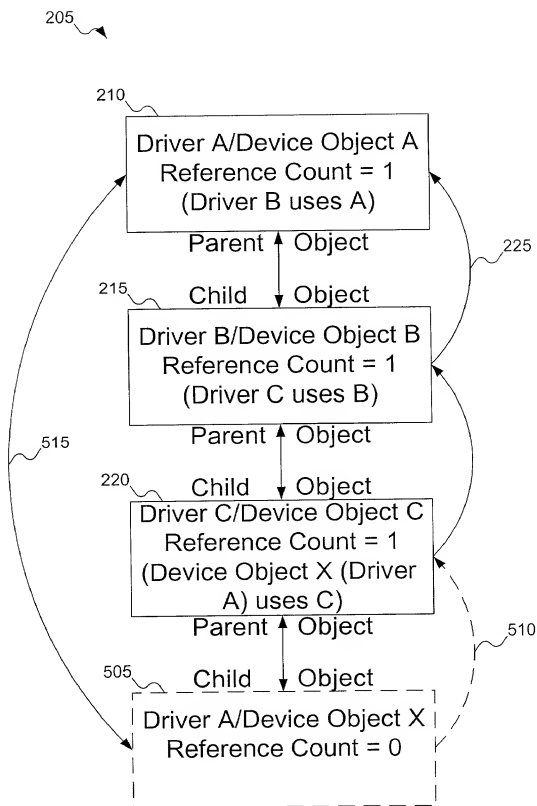 205
210
Driver A/Device Object A
Reference Count = 1
(Driver B uses A)
Parent Object
225
Child Object
215
Driver B/Device Object B
Reference Count = 1
(Driver C uses B)
Parent Object
515
Child Object
220
Driver C/Device Object C
Reference Count = 1
(Device Object X (Driver
A) uses C)
Parent Object
510
Child Object
505
Driver A/Device Object X
Reference Count = 0